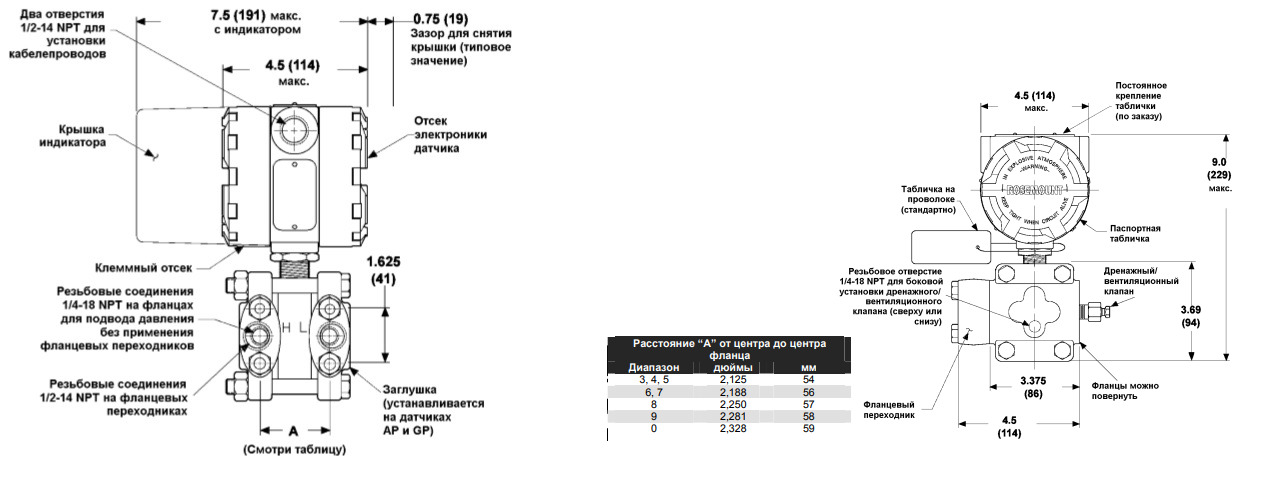 Два отверстия
1/2-14 NPT для
установки
кабелепроводов
7.5 (191) макс.
с индикатором
0.75 (19)
Зазор для снятия
крышки (типовое
значение)
4.5 (114)
макс.
Крышка
индикатора
Отсек
электроники
датчика
Клеммный отсек
1.625
(41)
Резьбовые соединения
1/4-18 NPT на фланцах
для подвода давления
без применения
фланцевых переходников
H L
Резьбовые соединения
1/2-14 NPT на фланцевых
переходниках
Заглушка
(устанавливается
на датчиках
AP и GP)
A
(Смотри таблицу)
Расстояние “А” от центра до центра
фланца
Диапазон дюймы мм
3, 4, 5 2,125 54
6, 7 2,188 56
8 2,250 57
9 2,281 58
0 2,328 59
4.5 (114)
макс.
Постоянное
крепление
таблички
(по заказу)
9.0
(229)
макс.
IN EXPLOSIVE ATMOSPHERE
-WARNING-
ROSEMOUNT
KEEP TIGHT WHEN CIRCUIT ALIVE
Табличка на
проволоке
(стандартно)
Паспортная
табличка
Резьбовое отверстие
1/4-18 NPT для боковой
установки дренажного/
вентиляционного
клапана (сверху или
снизу)
Дренажный/
вентиляционный
клапан
3.69
(94)
3.375
(86)
Фланцы можно
повернуть
Фланцевый
переходник
4.5
(114)